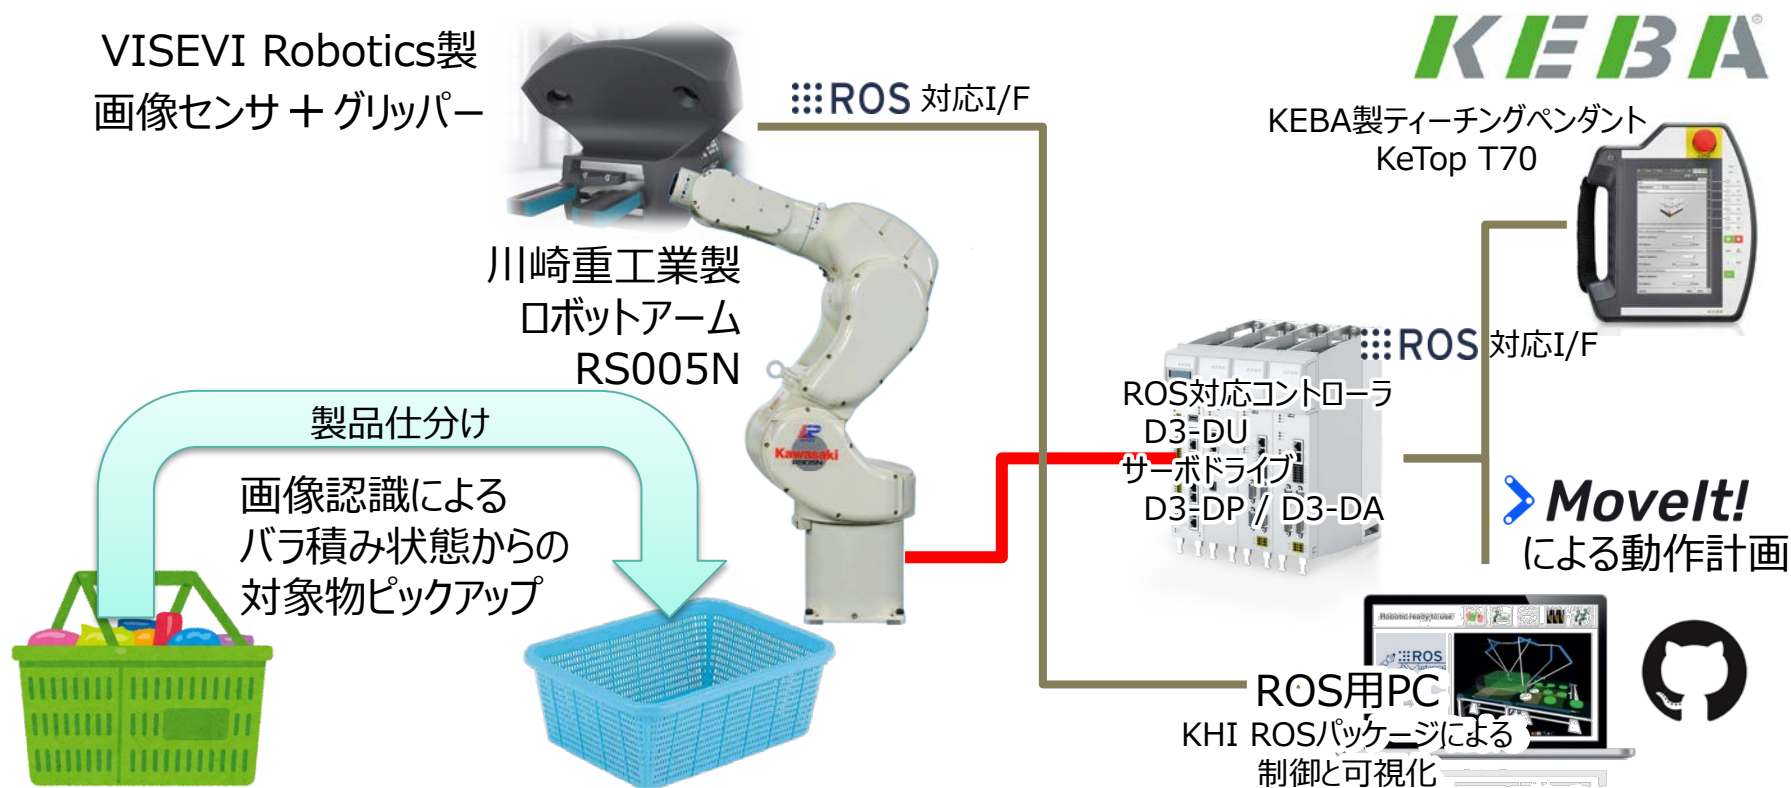 VISEVI Robotics製
画像センサ＋グリッパー
ROS 対応I/F
KEBA
KEBA製ティーチングペンダント
KeTop T70
川崎重工業製
ロボットアーム
RS005N
ROS 対応I/F
ROS対応コントローラ
D3-DU
サーボドライブ
D3-DP / D3-DA
製品仕分け
画像認識による
バラ積み状態からの
対象物ピックアップ
Kawasaki
RS05N
MoveIt!
による動作計画
ROS
ROS用PC
KHI ROSパッケージによる
制御と可視化